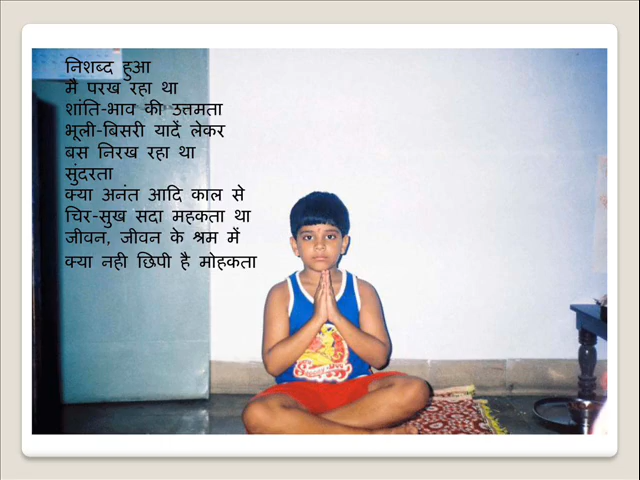 निशब्द हुआ
मै परख रहा था
शांति-भाव की उत्तमता
भूली-बिसरी यादें लेकर
बस निरख रहा था
सुंदरता
क्या अनंत आदि काल से
चिर-सुख सदा महकता था
जीवन, जीवन के श्रम में
क्या नही छिपी है मोहकता